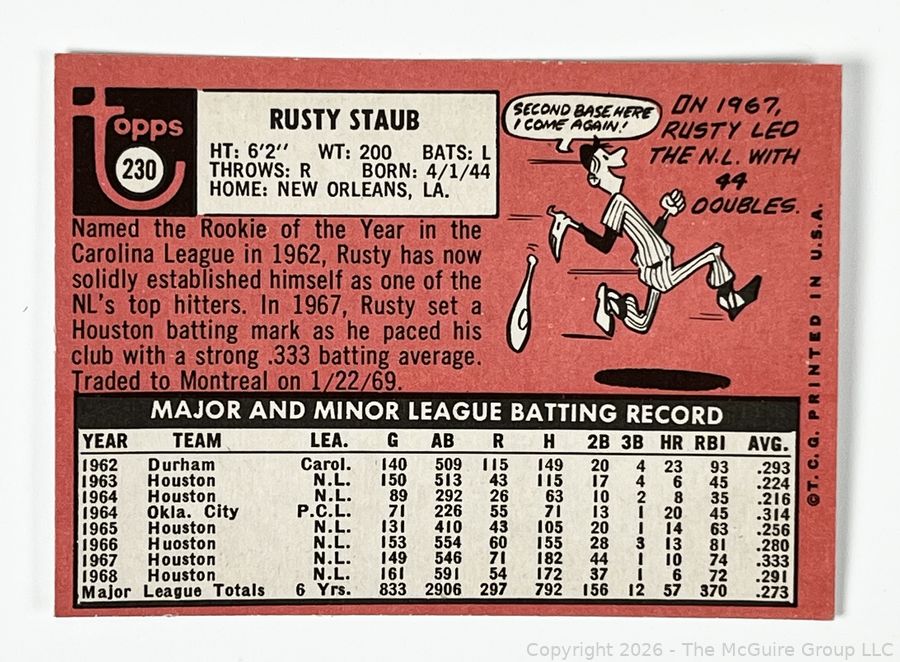 Topps
230
RUSTY STAUB
HT: 6'2" WT: 200 BATS: L
THROWS: R BORN: 4/1/44
HOME: NEW ORLEANS, LA.
SECOND BASE HERE
I COME AGAIN!
IN 1967,
RUSTY LED
THE N.L. WITH
44
DOUBLES.
Named the Rookie of the Year in the
Carolina League in 1962, Rusty has now
solidly established himself as one of the
NL's top hitters. In 1967, Rusty set a
Houston batting mark as he paced his
club with a strong .333 batting average.
Traded to Montreal on 1/22/69.
MAJOR AND MINOR LEAGUE BATTING RECORD
YEAR TEAM LEA. G AB R H 2B 3B HR RBI AVG.
1962 Durham Carol. 140 509 115 149 20 4 23 93 .293
1963 Houston N.L. 150 513 43 115 17 4 6 45 .224
1964 Houston N.L. 89 292 26 63 10 2 8 35 .216
1964 Okla. City P.C.L. 71 226 55 71 13 1 20 45 .314
1965 Houston N.L. 131 410 43 105 20 1 14 63 .256
1966 Huoston N.L. 153 554 60 155 28 3 13 81 .280
1967 Houston N.L. 149 546 71 182 44 1 10 74 .333
1968 Houston N.L. 161 591 54 172 37 1 6 72 .291
Major League Totals 6 Yrs. 833 2906 297 792 156 12 57 370 .273
©T.C.G. PRINTED IN U.S.A.
Copyright 2026 - The McGuire Group LLC